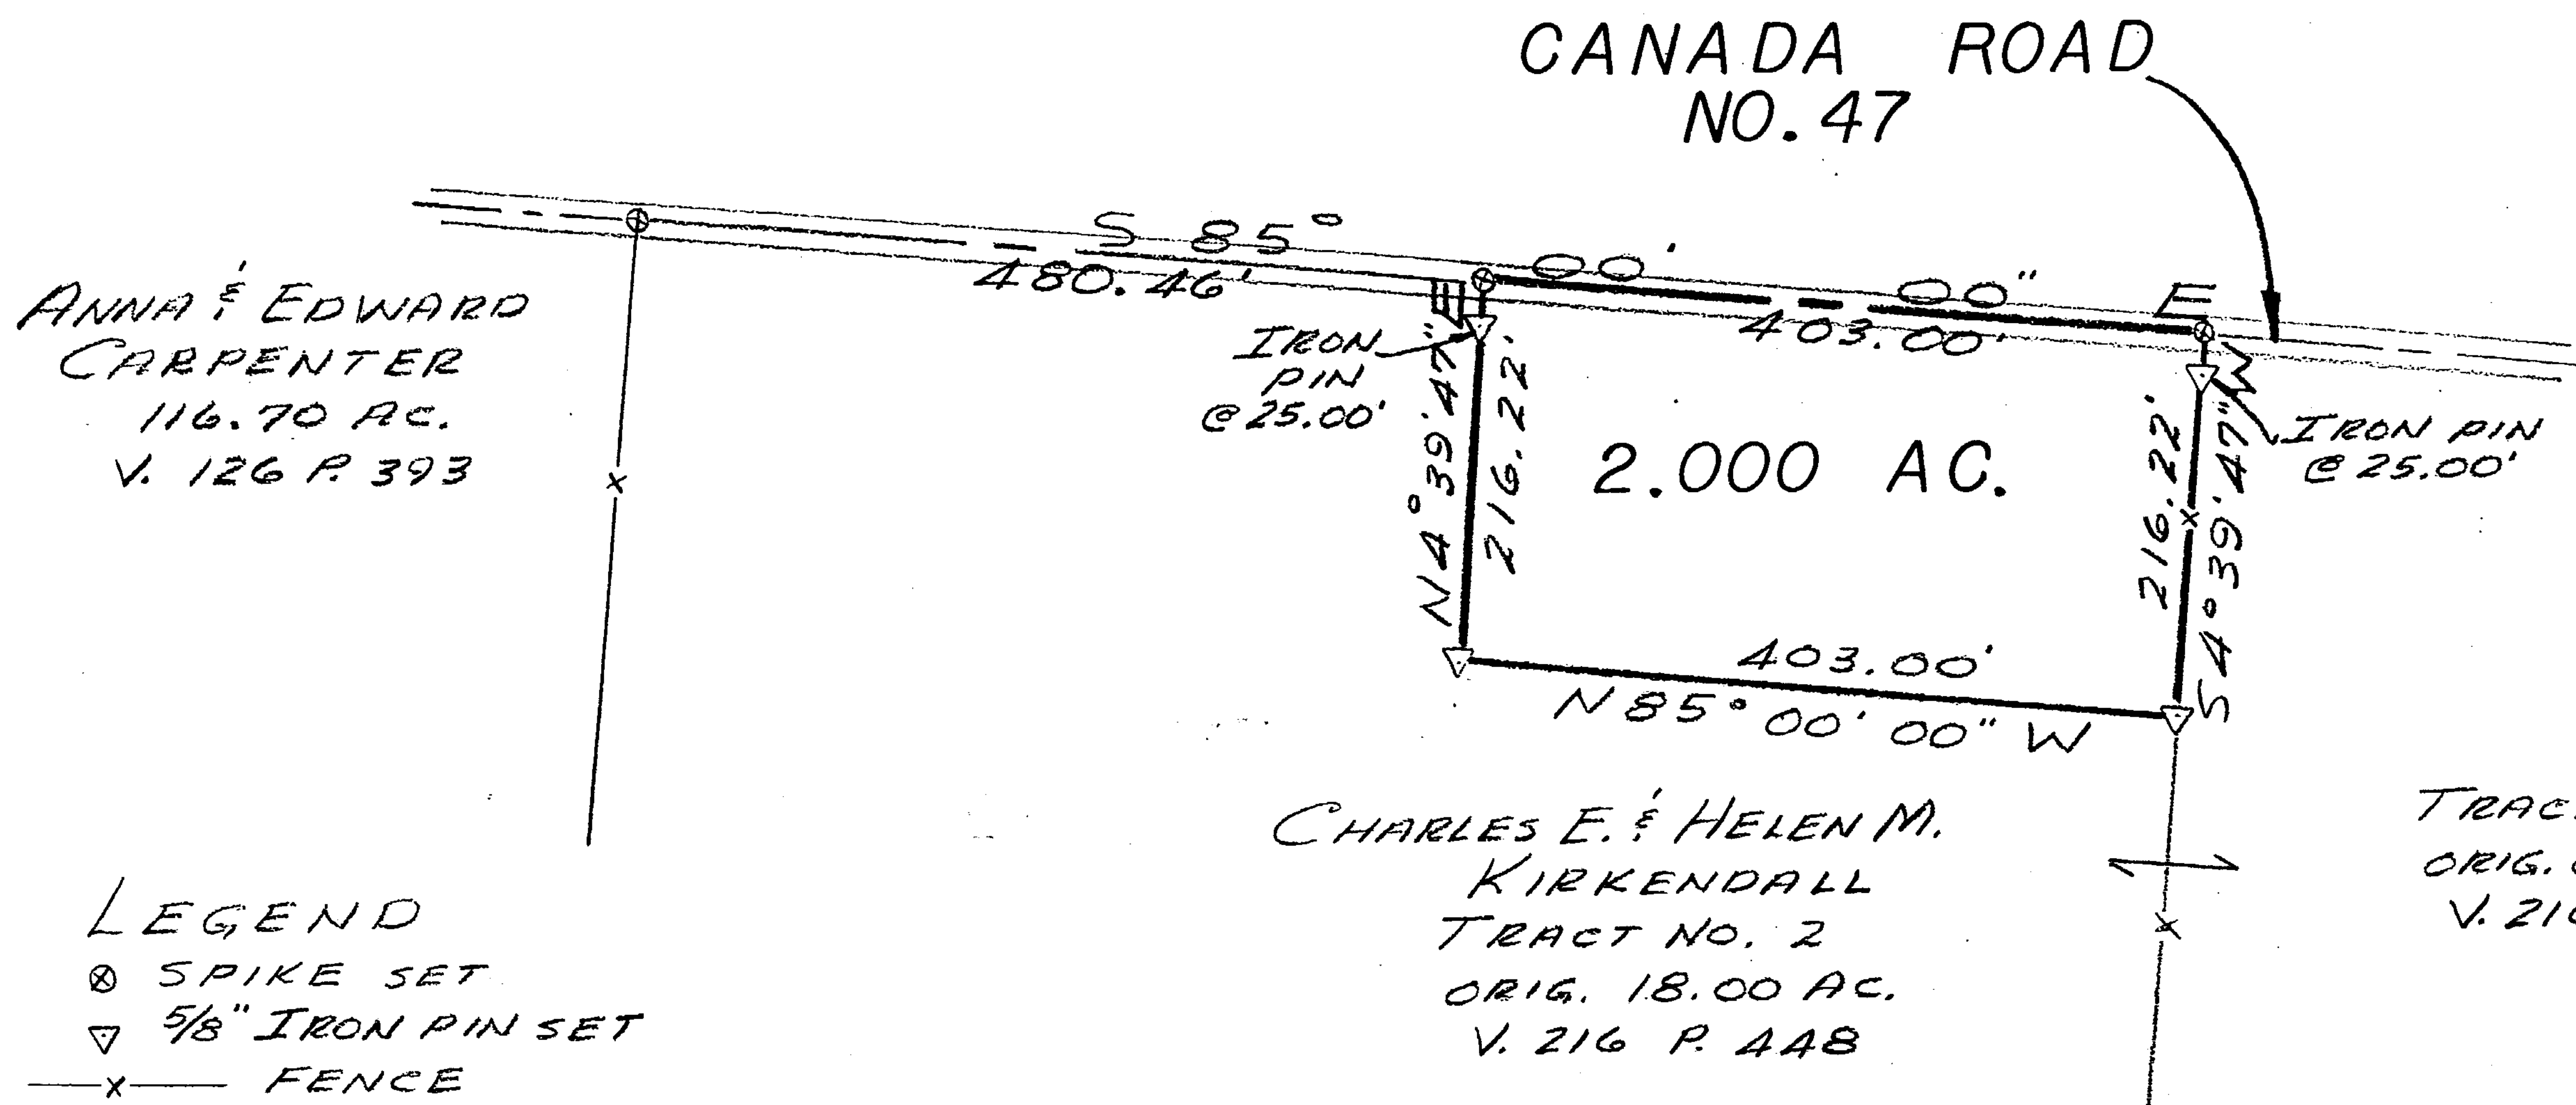 CANADA ROAD
NO. 47
S 85° 00' 00" E
480.46'
403.00'
ANNA & EDWARD
CARPENTER
116.70 AC.
V. 126 P. 393
IRON
PIN
@ 25.00'
N 4° 39' 47" E
216.22'
2.000 AC.
216.22'
S 4° 39' 47" W
IRON PIN
@ 25.00'
403.00'
N 85° 00' 00" W
CHARLES E. & HELEN M.
KIRKENDALL
TRACT NO. 2
ORIG. 18.00 AC.
V. 216 P. 448
TRAC
ORIG.
V. 216
LEGEND
SPIKE SET
5/8" IRON PIN SET
x FENCE